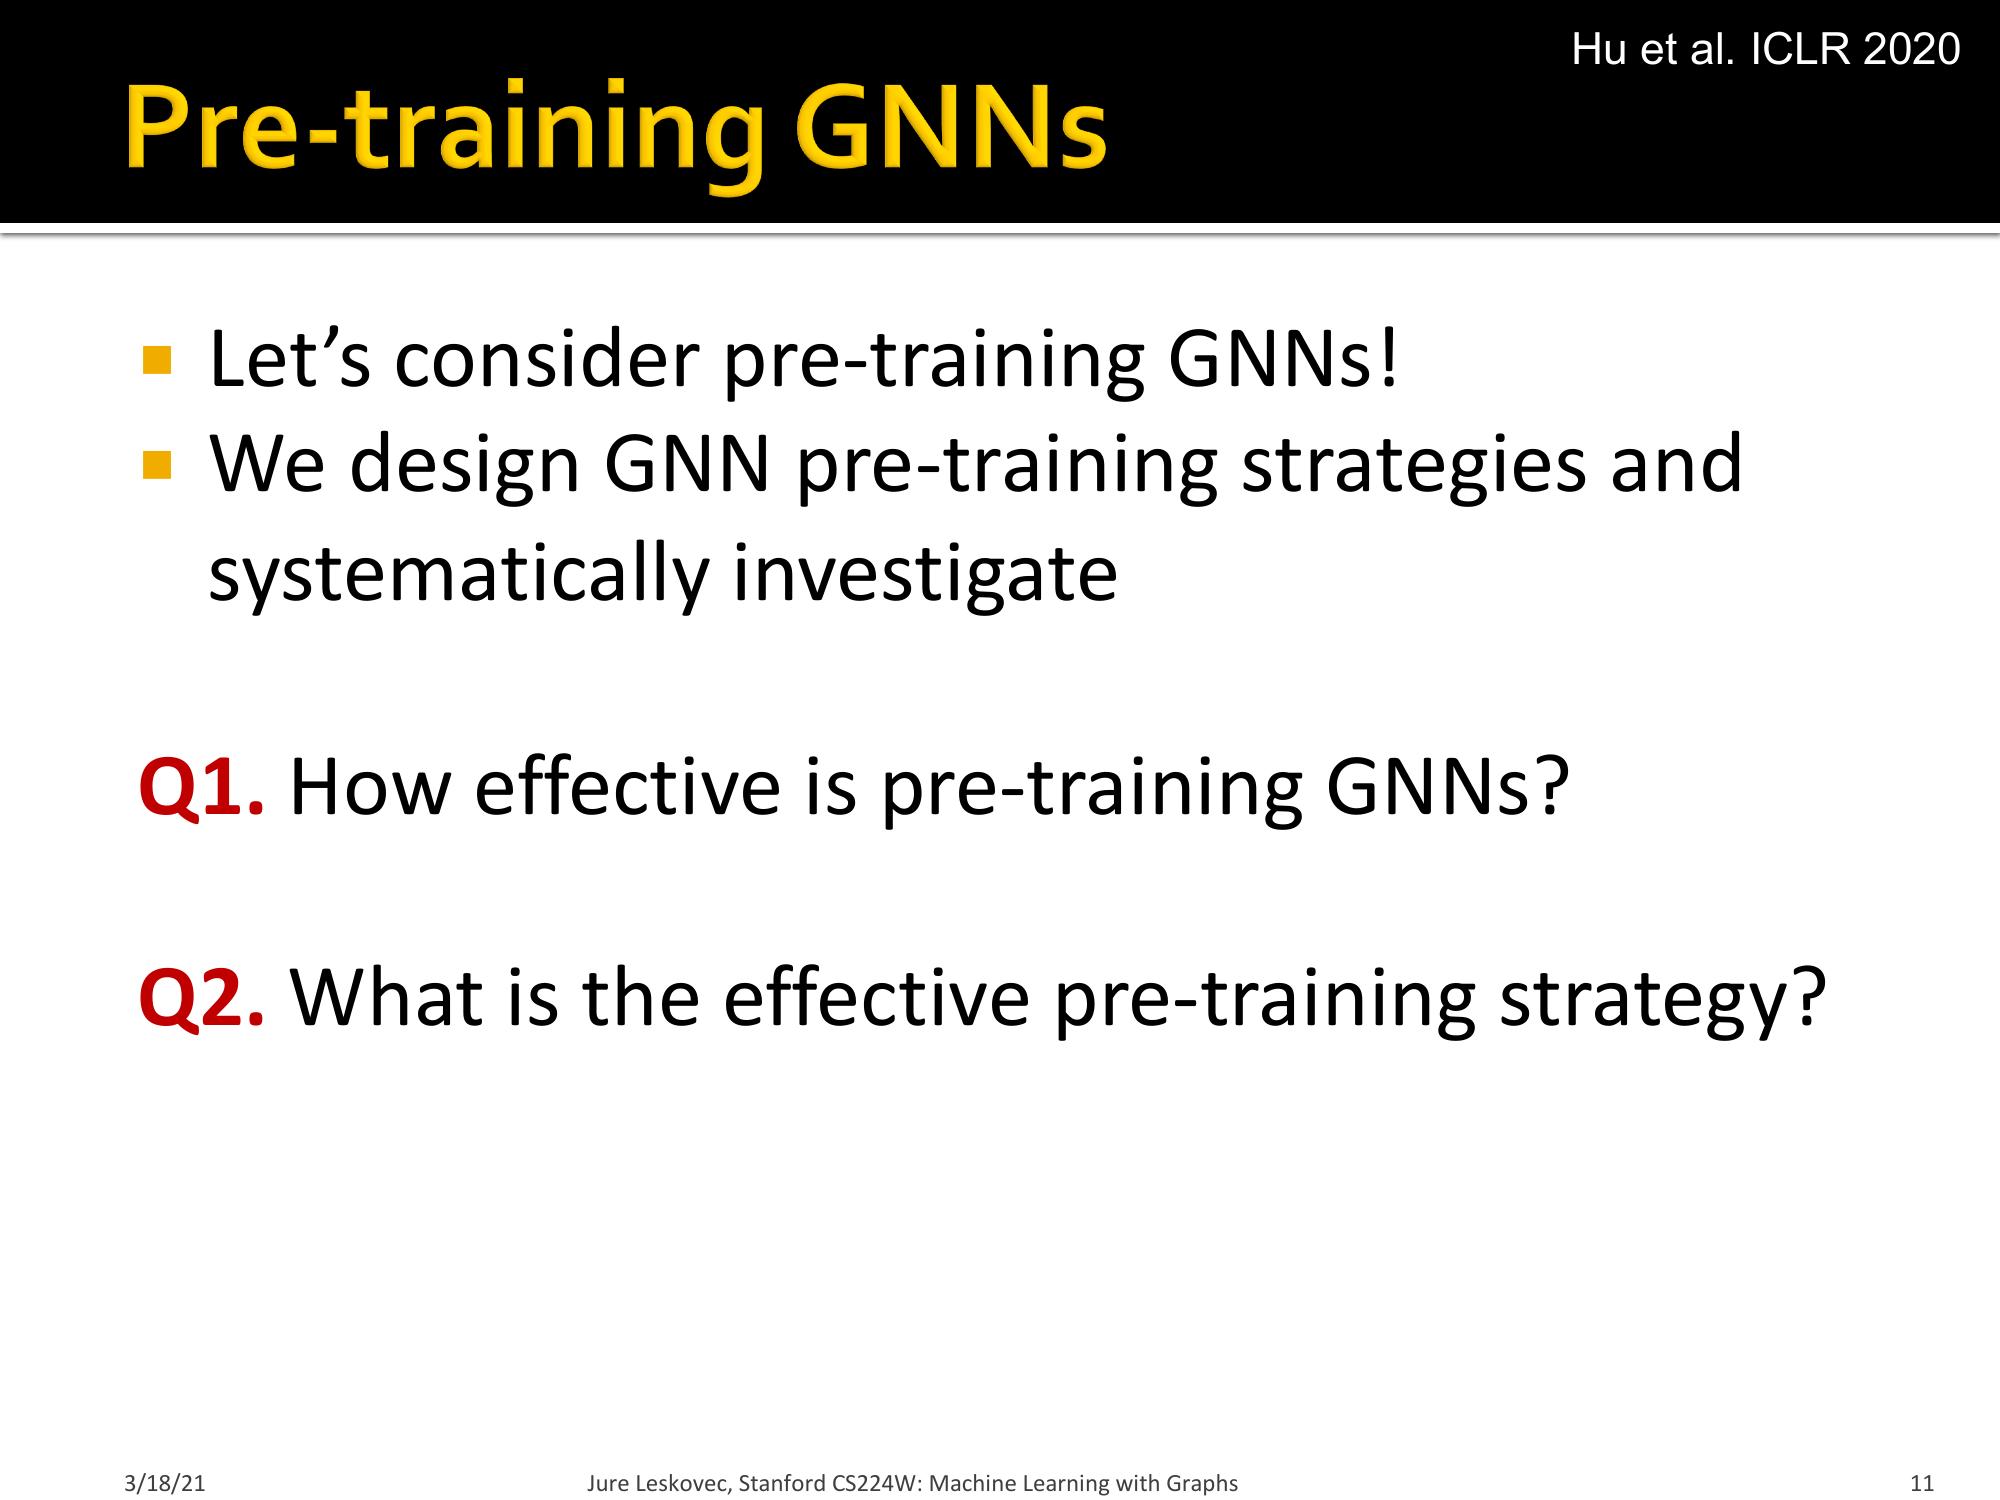 Hu et al. ICLR 2020
Pre-training GNNs
Let’s consider pre-training GNNs!
We design GNN pre-training strategies and
systematically investigate
Q1. How effective is pre-training GNNs?
Q2. What is the effective pre-training strategy?
3/18/21
Jure Leskovec, Stanford CS224W: Machine Learning with Graphs
11